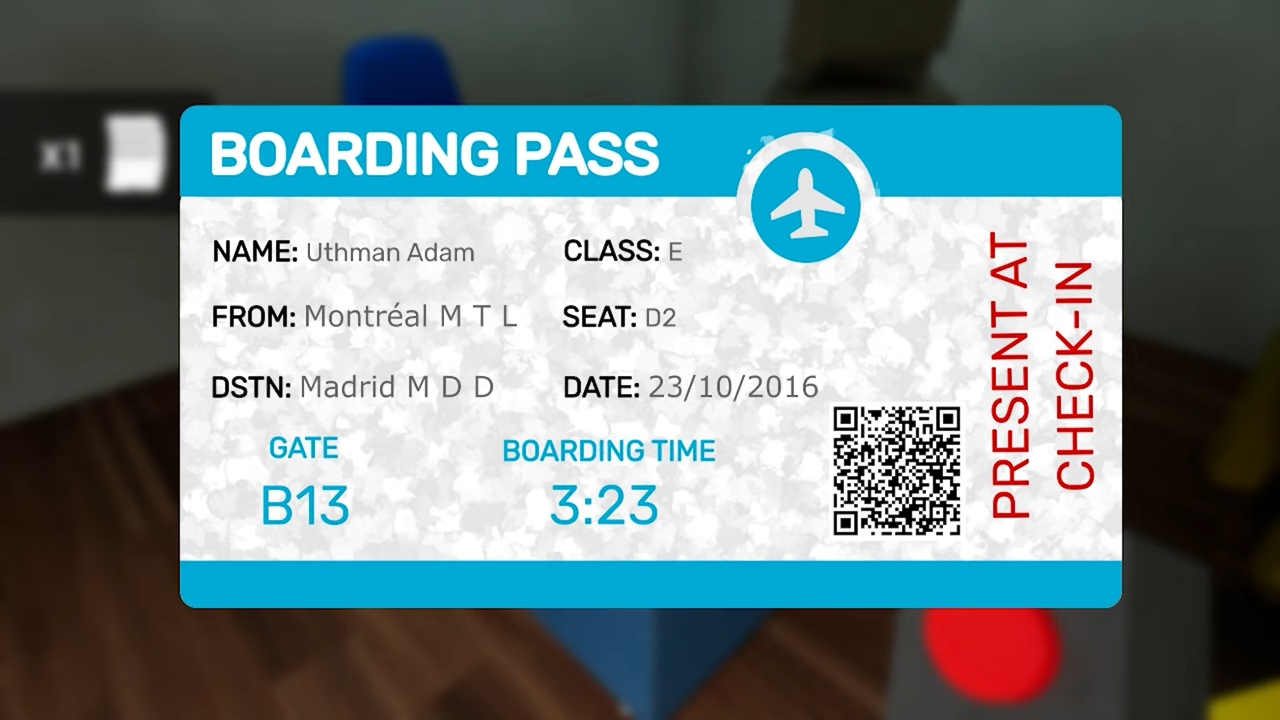 X1
BOARDING PASS
NAME: Uthman Adam
CLASS: E
FROM: Montréal M T L
SEAT: D2
DSTN: Madrid M D D
DATE: 23/10/2016
GATE
B13
BOARDING TIME
3:23
PRESENT AT
CHECK-IN